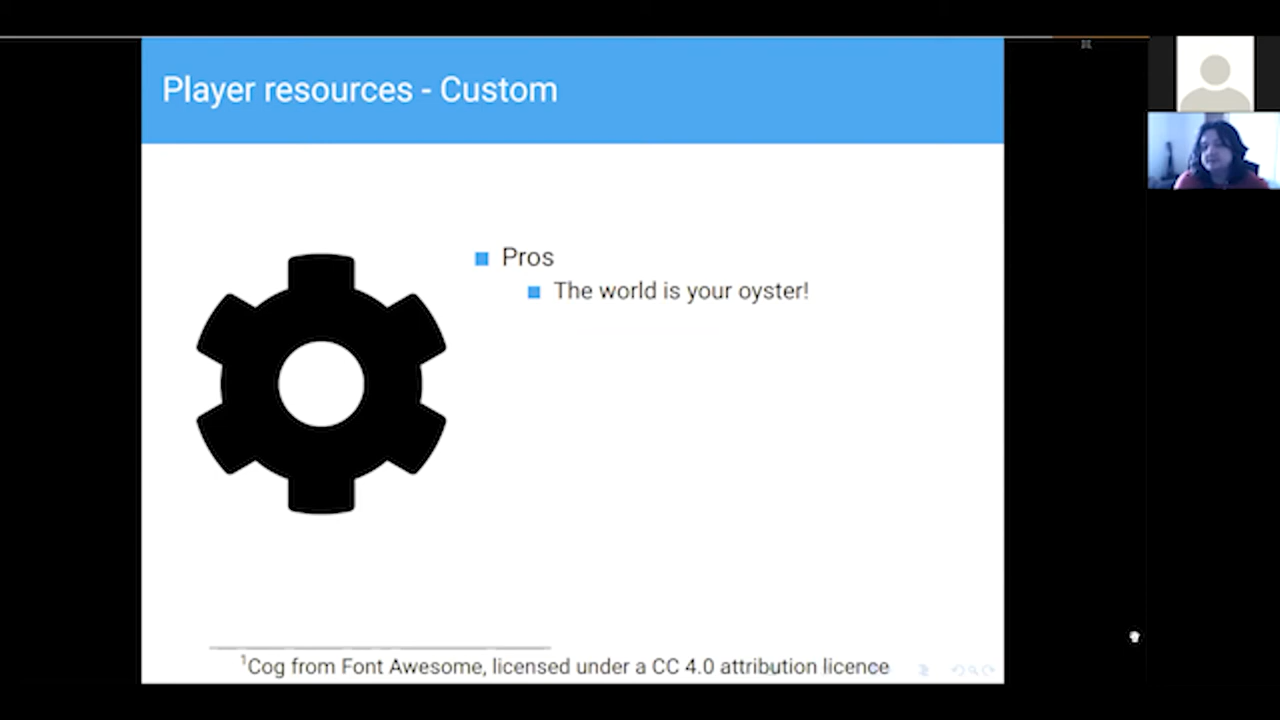 Player resources - Custom
Pros
The world is your oyster!
1Cog from Font Awesome, licensed under a CC 4.0 attribution licence